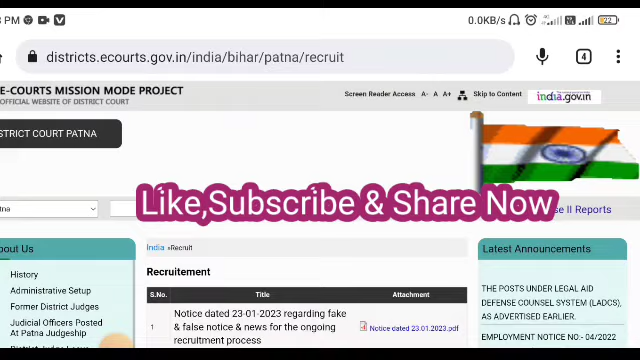 PM
0.0KB/s
22
districts.ecourts.gov.in/india/bihar/patna/recruit
4
E-COURTS MISSION MODE PROJECT
OFFICIAL WEBSITE OF DISTRICT COURT
Screen Reader Access A- A A+ Skip to Content india.gov.in
STRICT COURT PATNA
Like,Subscribe & Share Now
II Reports
bout Us
History
Administrative Setup
Former District Judges
Judicial Officers Posted
At Patna Judgeship
India »Recruit
Recruitement
S.No. Title Attachment
1 Notice dated 23-01-2023 regarding fake
& false notice & news for the ongoing
recruitment process
Notice dated 23.01.2023.pdf
Latest Announcements
THE POSTS UNDER LEGAL AID
DEFENSE COUNSEL SYSTEM (LADCS)
AS ADVERTISED EARLIER.
EMPLOYMENT NOTICE NO.- 04/2022